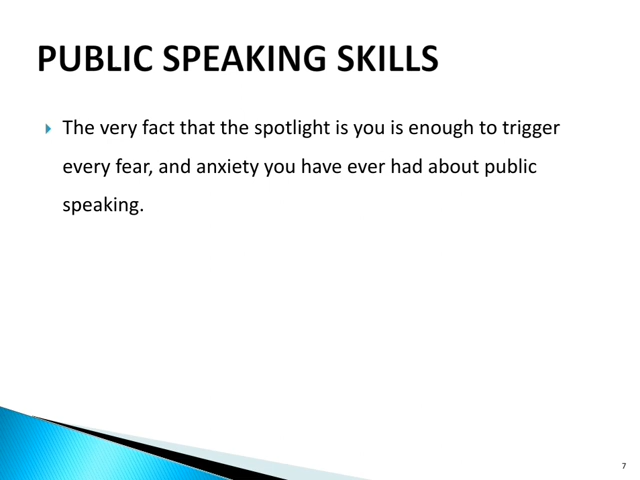 PUBLIC SPEAKING SKILLS
The very fact that the spotlight is you is enough to trigger
every fear, and anxiety you have ever had about public
speaking.
7